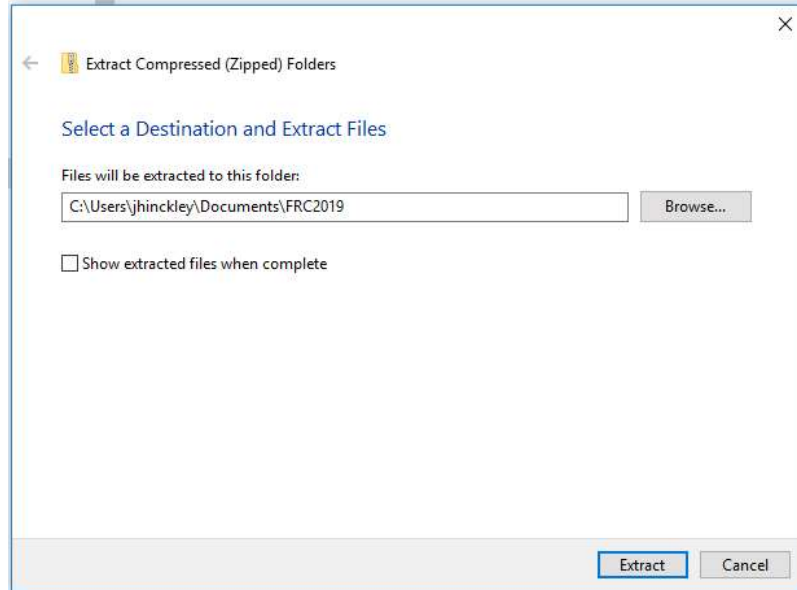 Extract Compressed (Zipped) Folders
Select a Destination and Extract Files
Files will be extracted to this folder:
C:\Users\jhinckley\Documents\FRC2019
Browse...
Show extracted files when complete
Extract
Cancel